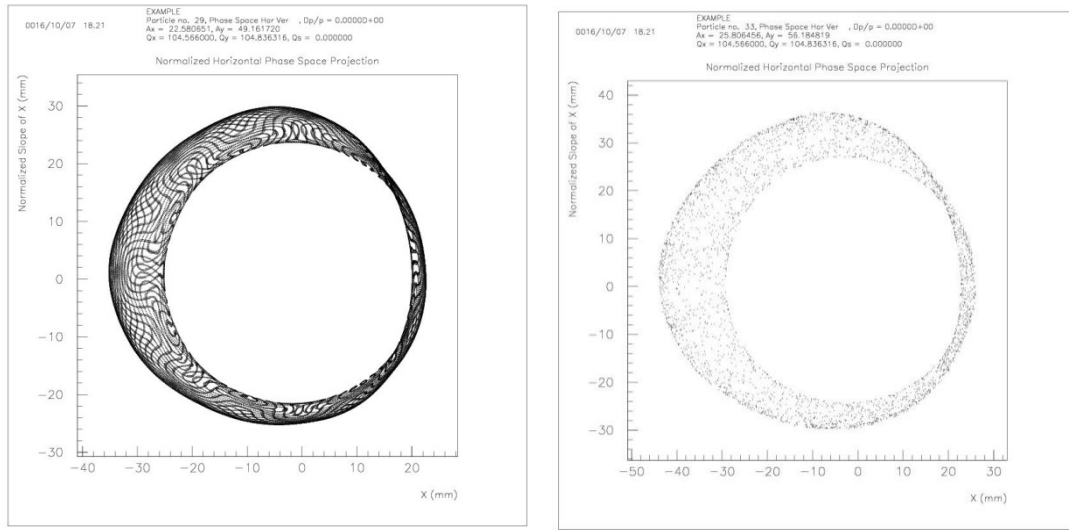 0016/10/07 18.21
EXAMPLE
Particle no. 29, Phase Space Hor Ver , Dp/p = 0.0000D+00
Ax = 22.580651, Ay = 49.161720
Qx = 104.566000, Qy = 104.836316, Qs = 0.000000
Normalized Horizontal Phase Space Projection
Normalized Slope of X (mm)
30
20
10
0
-10
-20
-30
-40 -30 -20 -10 0 10 20
X (mm)
0016/10/07 18.21
EXAMPLE
Particle no. 33, Phase Space Hor Ver , Dp/p = 0.0000D+00
Ax = 25.806456, Ay = 56.184819
Qx = 104.566000, Qy = 104.836316, Qs = 0.000000
Normalized Horizontal Phase Space Projection
Normalized Slope of X (mm)
40
30
20
10
0
-10
-20
-30
-50 -40 -30 -20 -10 0 10 20 30
X (mm)